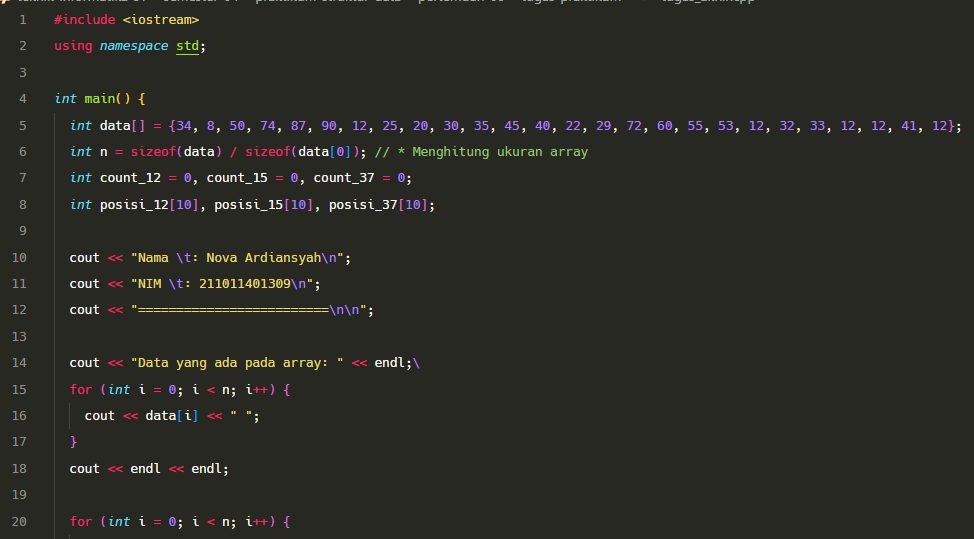 1 #include <iostream>
2 using namespace std;
3
4 int main() {
5 int data[] = {34, 8, 50, 74, 87, 90, 12, 25, 20, 30, 35, 45, 40, 22, 29, 72, 60, 55, 53, 12, 32, 33, 12, 12, 41, 12};
6 int n = sizeof(data) / sizeof(data[0]); // * Menghitung ukuran array
7 int count_12 = 0, count_15 = 0, count_37 = 0;
8 int posisi_12[10], posisi_15[10], posisi_37[10];
9
10 cout << "Nama \t: Nova Ardiansyah\n";
11 cout << "NIM \t: 211011401309\n";
12 cout << "=========================\n\n";
13
14 cout << "Data yang ada pada array: " << endl;\
15 for (int i = 0; i < n; i++) {
16 cout << data[i] << " ";
17 }
18 cout << endl << endl;
19
20 for (int i = 0; i < n; i++) {